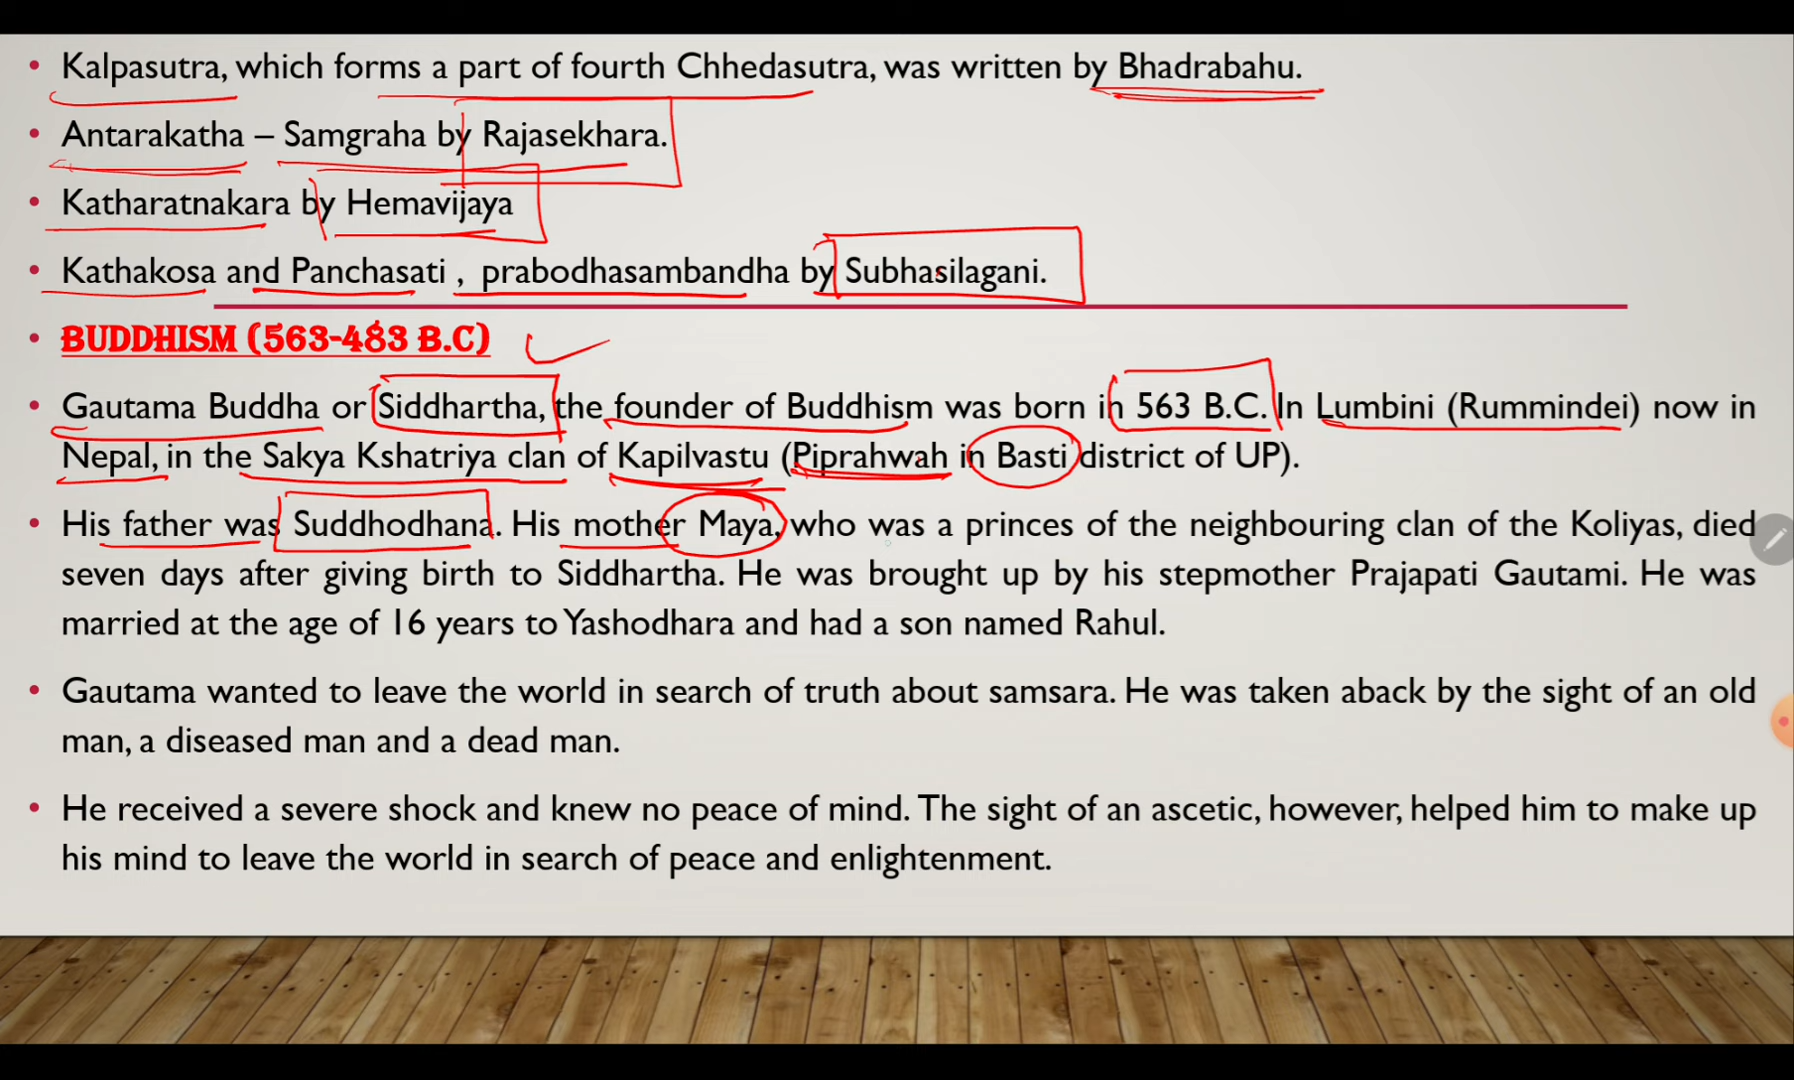 • Kalpasutra, which forms a part of fourth Chhedasutra, was written by Bhadrabahu.
• Antarakatha – Samgraha by Rajasekhara.
• Katharatnakara by Hemavijaya
• Kathakosa and Panchasati , prabodhasambandha by Subhasilagani.
• BUDDHISM (563-483 B.C)
• Gautama Buddha or Siddhartha, the founder of Buddhism was born in 563 B.C. In Lumbini (Rummindei) now in
Nepal, in the Sakya Kshatriya clan of Kapilvastu (Piprahwah in Basti district of UP).
• His father was Suddhodhana. His mother Maya, who was a princes of the neighbouring clan of the Koliyas, died
seven days after giving birth to Siddhartha. He was brought up by his stepmother Prajapati Gautami. He was
married at the age of 16 years to Yashodhara and had a son named Rahul.
• Gautama wanted to leave the world in search of truth about samsara. He was taken aback by the sight of an old
man, a diseased man and a dead man.
• He received a severe shock and knew no peace of mind. The sight of an ascetic, however, helped him to make up
his mind to leave the world in search of peace and enlightenment.